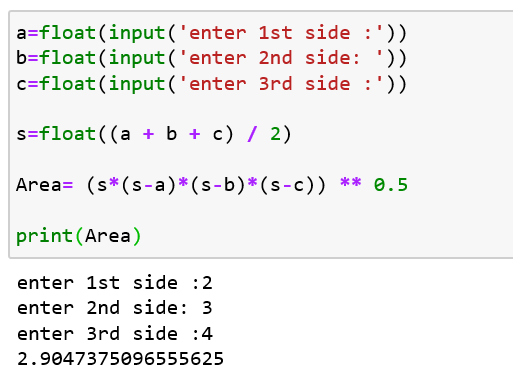 a=float(input('enter 1st side :'))
b=float(input('enter 2nd side: '))
c=float(input('enter 3rd side :'))
s=float((a + b + c) / 2)
Area= (s*(s-a)*(s-b)*(s-c)) ** 0.5
print(Area)
enter 1st side :2
enter 2nd side: 3
enter 3rd side :4
2.9047375096555625